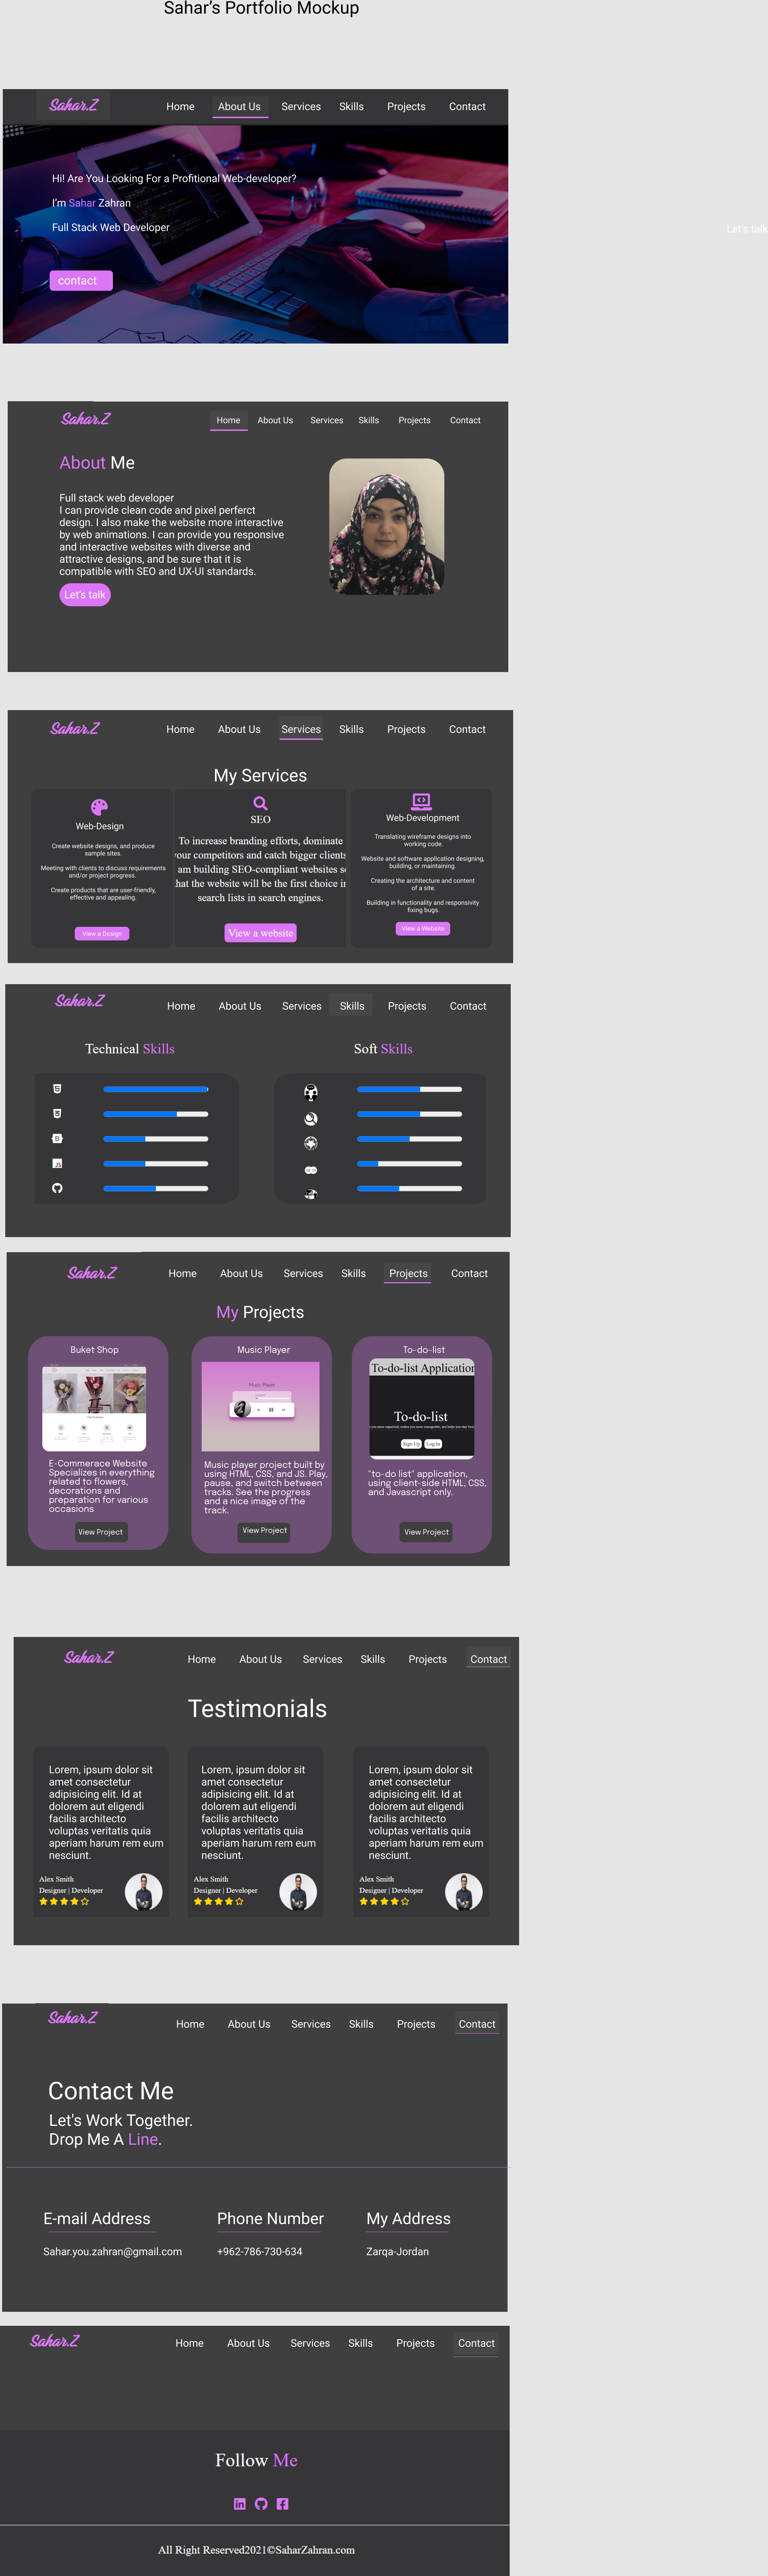 Sahar's Portfolio Mockup
Sahar.Z
Home About Us Services Skills Projects Contact
Hi! Are You Looking For a Profitional Web-developer?
I'm Sahar Zahran
Full Stack Web Developer
Let's talk
contact
Sahar.Z
Home About Us Services Skills Projects Contact
About Me
Full stack web developer
I can provide clean code and pixel perferct
design. I also make the website more interactive
by web animations. I can provide you responsive
and interactive websites with diverse and
attractive designs, and be sure that it is
compatible with SEO and UX-UI standards.
Let's talk
Sahar.Z
Home About Us Services Skills Projects Contact
My Services
Web-Design
Create website designs, and produce
sample sites.
Meeting with clients to discuss requirements
and/or project progress.
Create products that are user-friendly,
effective and appealing.
View a Design
SEO
To increase branding efforts, dominate
your competitors and catch bigger clients
am building SEO-compliant websites so
that the website will be the first choice in
search lists in search engines.
View a website
Web-Development
Translating wireframe designs into
working code.
Website and software application designing,
building, or maintaining.
Creating the architecture and content
of a site.
Building in functionality and responsivity
fixing bugs.
View a Website
Sahar.Z
Home About Us Services Skills Projects Contact
Technical Skills
Soft Skills
B
JS
Sahar.Z
Home About Us Services Skills Projects Contact
My Projects
Buket Shop
E-Commerace Website
Specializes in everything
related to flowers,
decorations and
preparation for various
occasions
View Project
Music Player
Music Player
Music player project built by
using HTML, CSS, and JS. Play,
pause, and switch between
tracks. See the progress
and a nice image of the
track.
View Project
To-do-list
To-do-list Application
To-do-list
Sign Up Log In
"to-do list" application,
using client-side HTML, CSS,
and Javascript only.
View Project
Sahar.Z
Home About Us Services Skills Projects Contact
Testimonials
Lorem, ipsum dolor sit
amet consectetur
adipisicing elit. Id at
dolorem aut eligendi
facilis architecto
voluptas veritatis quia
aperiam harum rem eum
nesciunt.
Alex Smith
Designer | Developer
Lorem, ipsum dolor sit
amet consectetur
adipisicing elit. Id at
dolorem aut eligendi
facilis architecto
voluptas veritatis quia
aperiam harum rem eum
nesciunt.
Alex Smith
Designer | Developer
Lorem, ipsum dolor sit
amet consectetur
adipisicing elit. Id at
dolorem aut eligendi
facilis architecto
voluptas veritatis quia
aperiam harum rem eum
nesciunt.
Alex Smith
Designer | Developer
Sahar.Z
Home About Us Services Skills Projects Contact
Contact Me
Let's Work Together.
Drop Me A Line.
E-mail Address
Sahar.you.zahran@gmail.com
Phone Number
+962-786-730-634
My Address
Zarqa-Jordan
Sahar.Z
Home About Us Services Skills Projects Contact
Follow Me
All Right Reserved2021©SaharZahran.com